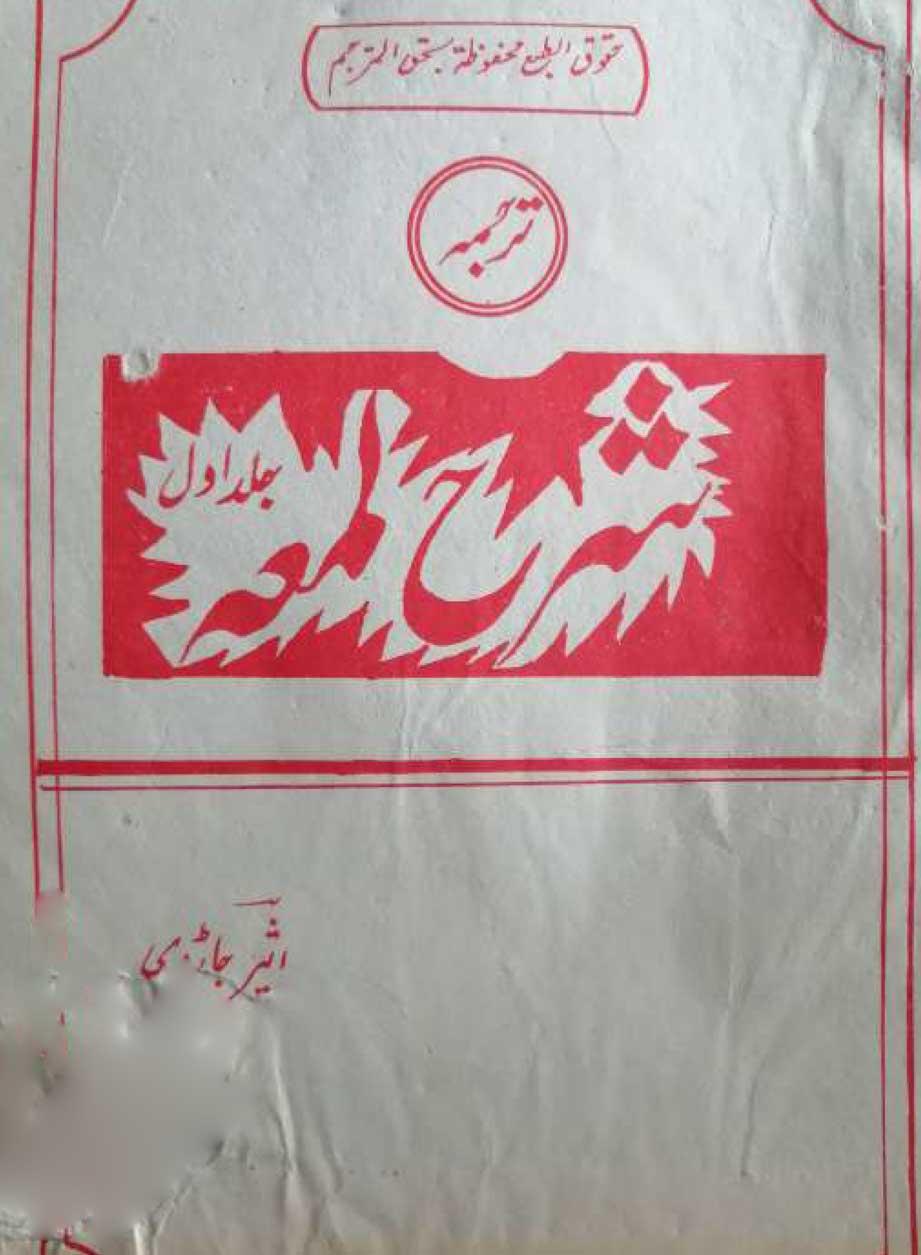 حقوق الطبع محفوظة بحق المترجم
ترجمہ
شرح لمعہ
جلد اول
اثیر جاڑوی